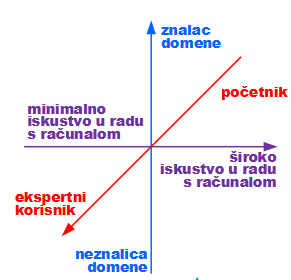 znalac
domene
početnik
minimalno
iskustvo u radu
s računalom
široko
iskustvo u radu
s računalom
ekspertni
korisnik
neznalica
domene